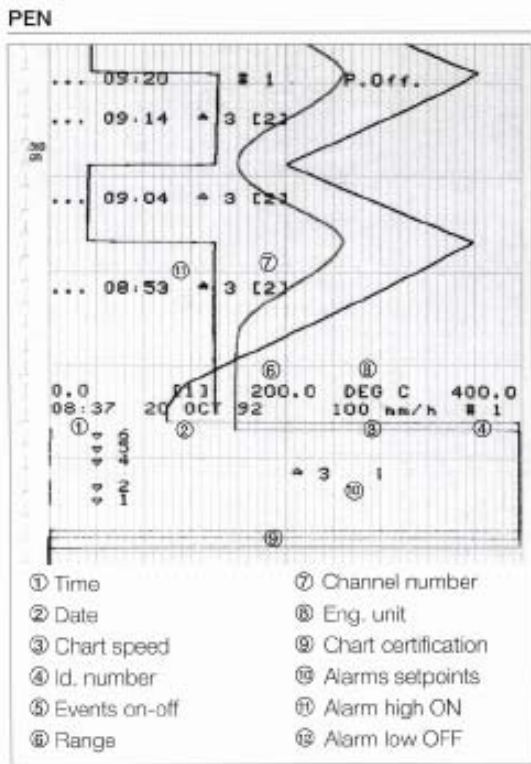 PEN
... 09:20 # 1 P.Off.
... 09.14 3 [2]
... 09.04 3 [2]
⑪ ⑦
... 08:53 3 [2]
⑥ ⑧
0.0 [1] 200.0 DEG C 400.0
08:37 20 OCT 92 100 mm/h # 1
① ② ③ ④
3 1
⑩
2
1
⑨
① Time
② Date
③ Chart speed
④ Id. number
⑤ Events on-off
⑥ Range
⑦ Channel number
⑧ Eng. unit
⑨ Chart certification
⑩ Alarms setpoints
⑪ Alarm high ON
⑫ Alarm low OFF